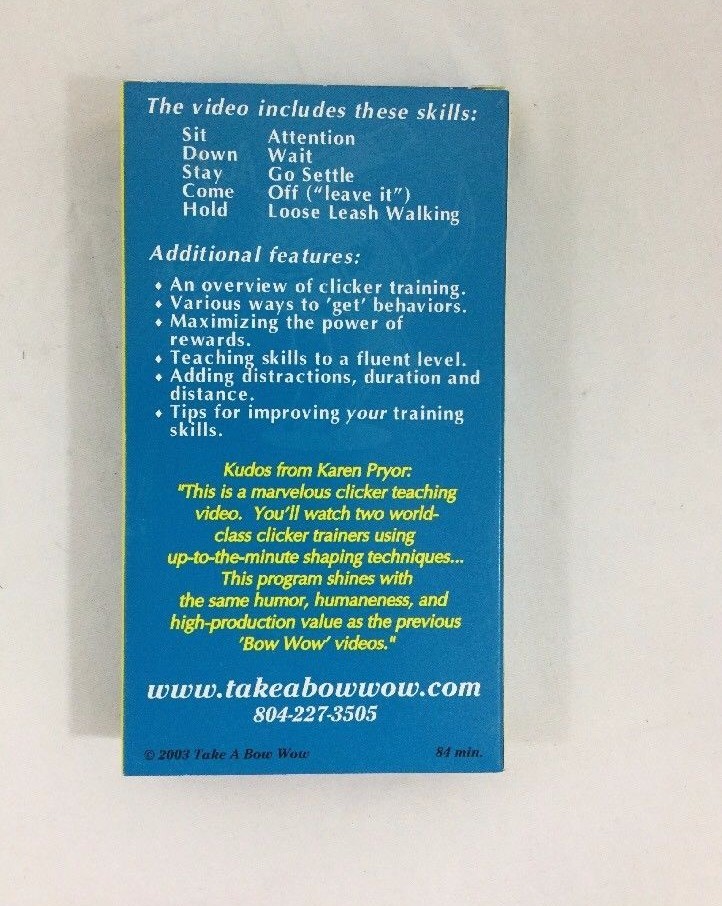 The video includes these skills:
Sit Attention
Down Wait
Stay Go Settle
Come Off ("leave it")
Hold Loose Leash Walking
Additional features:
⬩ An overview of clicker training.
⬩ Various ways to 'get' behaviors.
⬩ Maximizing the power of
rewards.
⬩ Teaching skills to a fluent level.
⬩ Adding distractions, duration and
distance.
⬩ Tips for improving your training
skills.
Kudos from Karen Pryor:
"This is a marvelous clicker teaching
video. You'll watch two world-
class clicker trainers using
up-to-the-minute shaping techniques...
This program shines with
the same humor, humaneness, and
high-production value as the previous
'Bow Wow' videos."
www.takeabowwow.com
804-227-3505
© 2003 Take A Bow Wow 84 min.